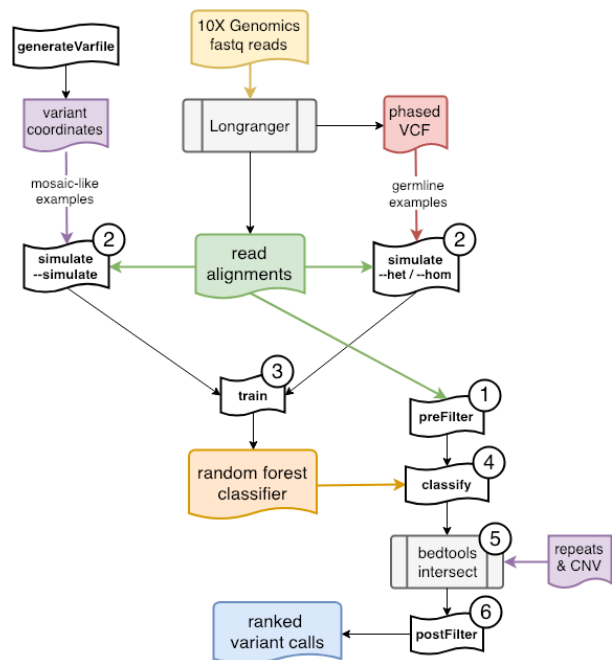 generateVarfile
10X Genomics
fastq reads
variant
coordinates
Longranger
phased
VCF
mosaic-like
examples
germline
examples
2
simulate
--simulate
read
alignments
2
simulate
--het / --hom
3
train
1
preFilter
random forest
classifier
4
classify
5
bedtools
intersect
repeats
& CNV
6
postFilter
ranked
variant calls